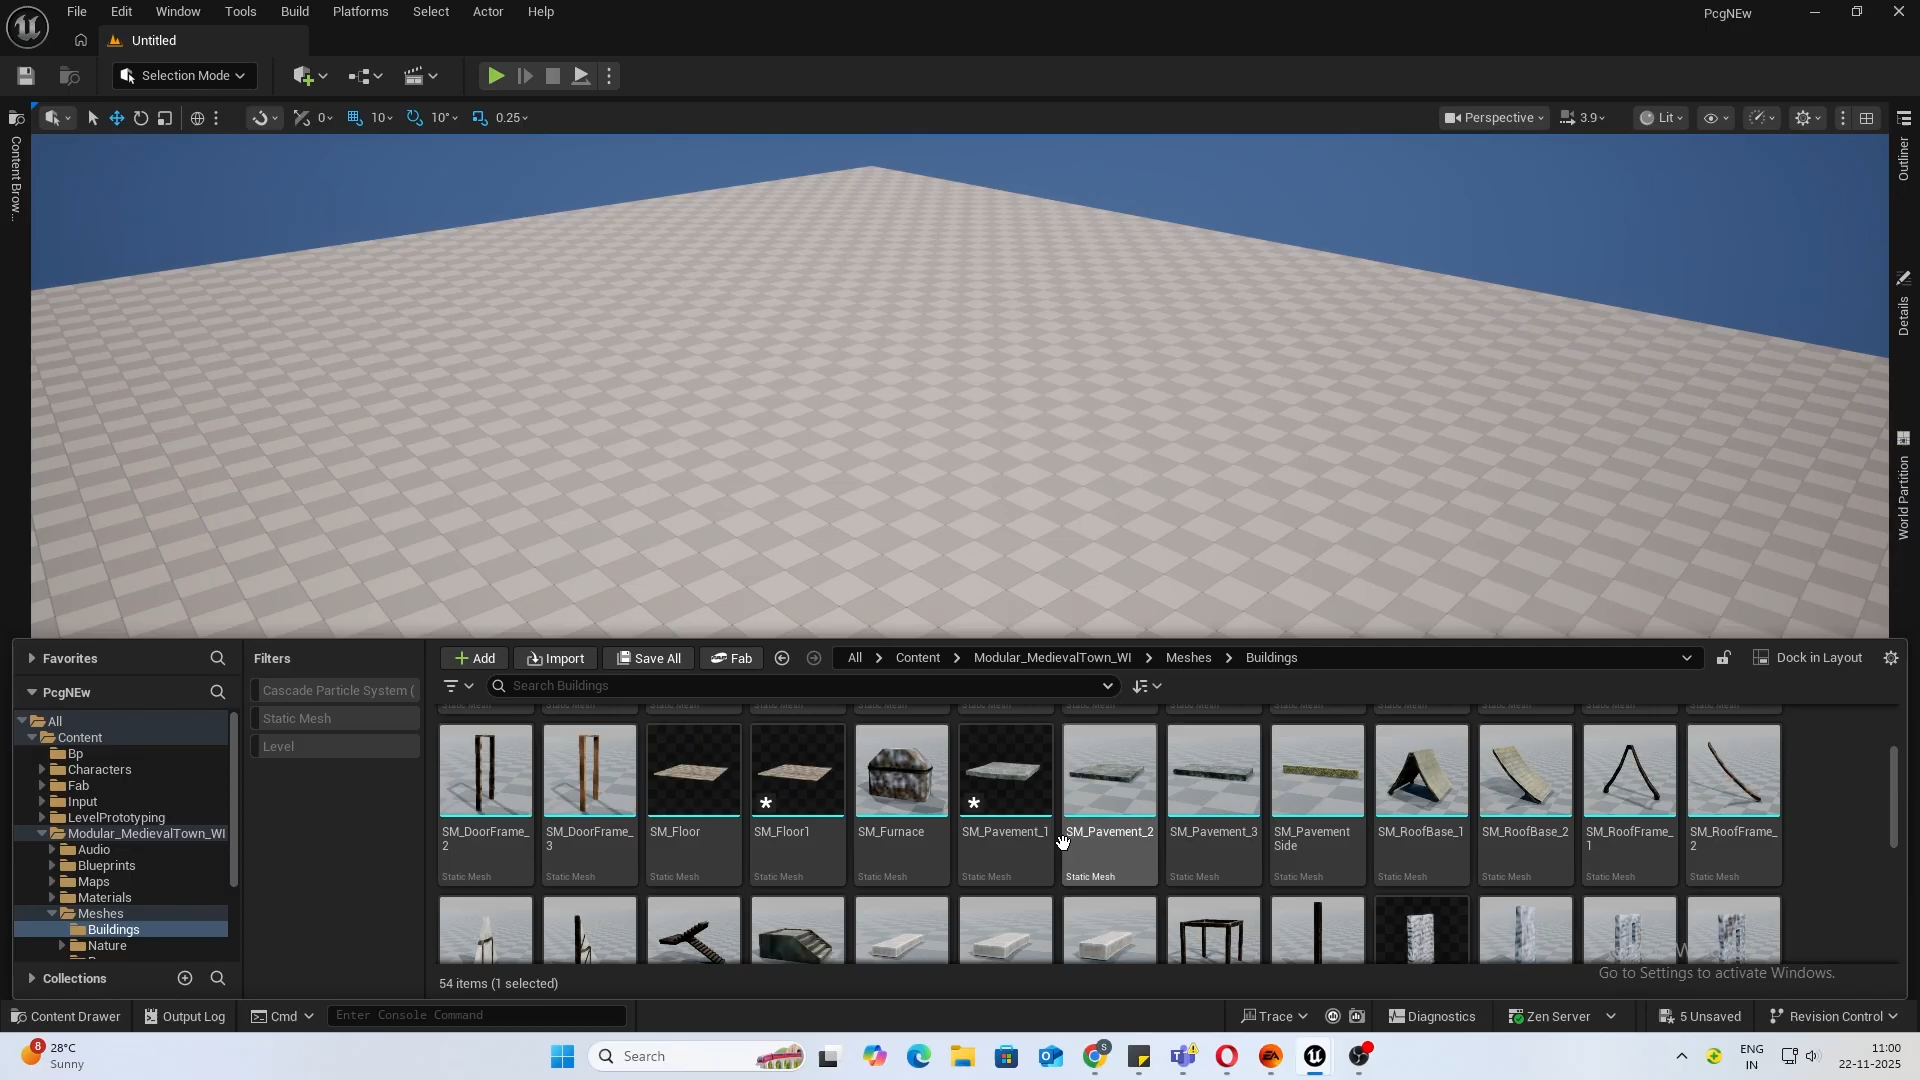 File Edit Window Tools Build Platforms Select Actor Help PcgNEw
Untitled
Selection Mode
0 10 10° 0.25 Perspective 3.9 Lit
Content Brow...
Outliner
Details
World Partition
Favorites Filters Add Import Save All Fab All Content Modular_MedievalTown_WI Meshes Buildings Dock in Layout
PcgNEw Cascade Particle System ( Search Buildings
Static Mesh
Level
All
Content
Bp
Characters
Fab
Input
LevelPrototyping
Modular_MedievalTown_WI
Audio
Blueprints
Maps
Materials
Meshes
Buildings
Nature
Collections
SM_DoorFrame_ SM_DoorFrame_ SM_Floor SM_Floor1 SM_Furnace SM_Pavement_1 SM_Pavement_2 SM_Pavement_3 SM_Pavement SM_RoofBase_1 SM_RoofBase_2 SM_RoofFrame_ SM_RoofFrame_
2 3 Side 1 2
Static Mesh Static Mesh Static Mesh Static Mesh Static Mesh Static Mesh Static Mesh Static Mesh Static Mesh Static Mesh Static Mesh Static Mesh Static Mesh
Go to Settings to activate Windows.
54 items (1 selected)
Content Drawer Output Log Cmd Enter Console Command Trace Diagnostics Zen Server 5 Unsaved Revision Control
8 28°C
Sunny
Search
ENG
IN
11:00
22-11-2025